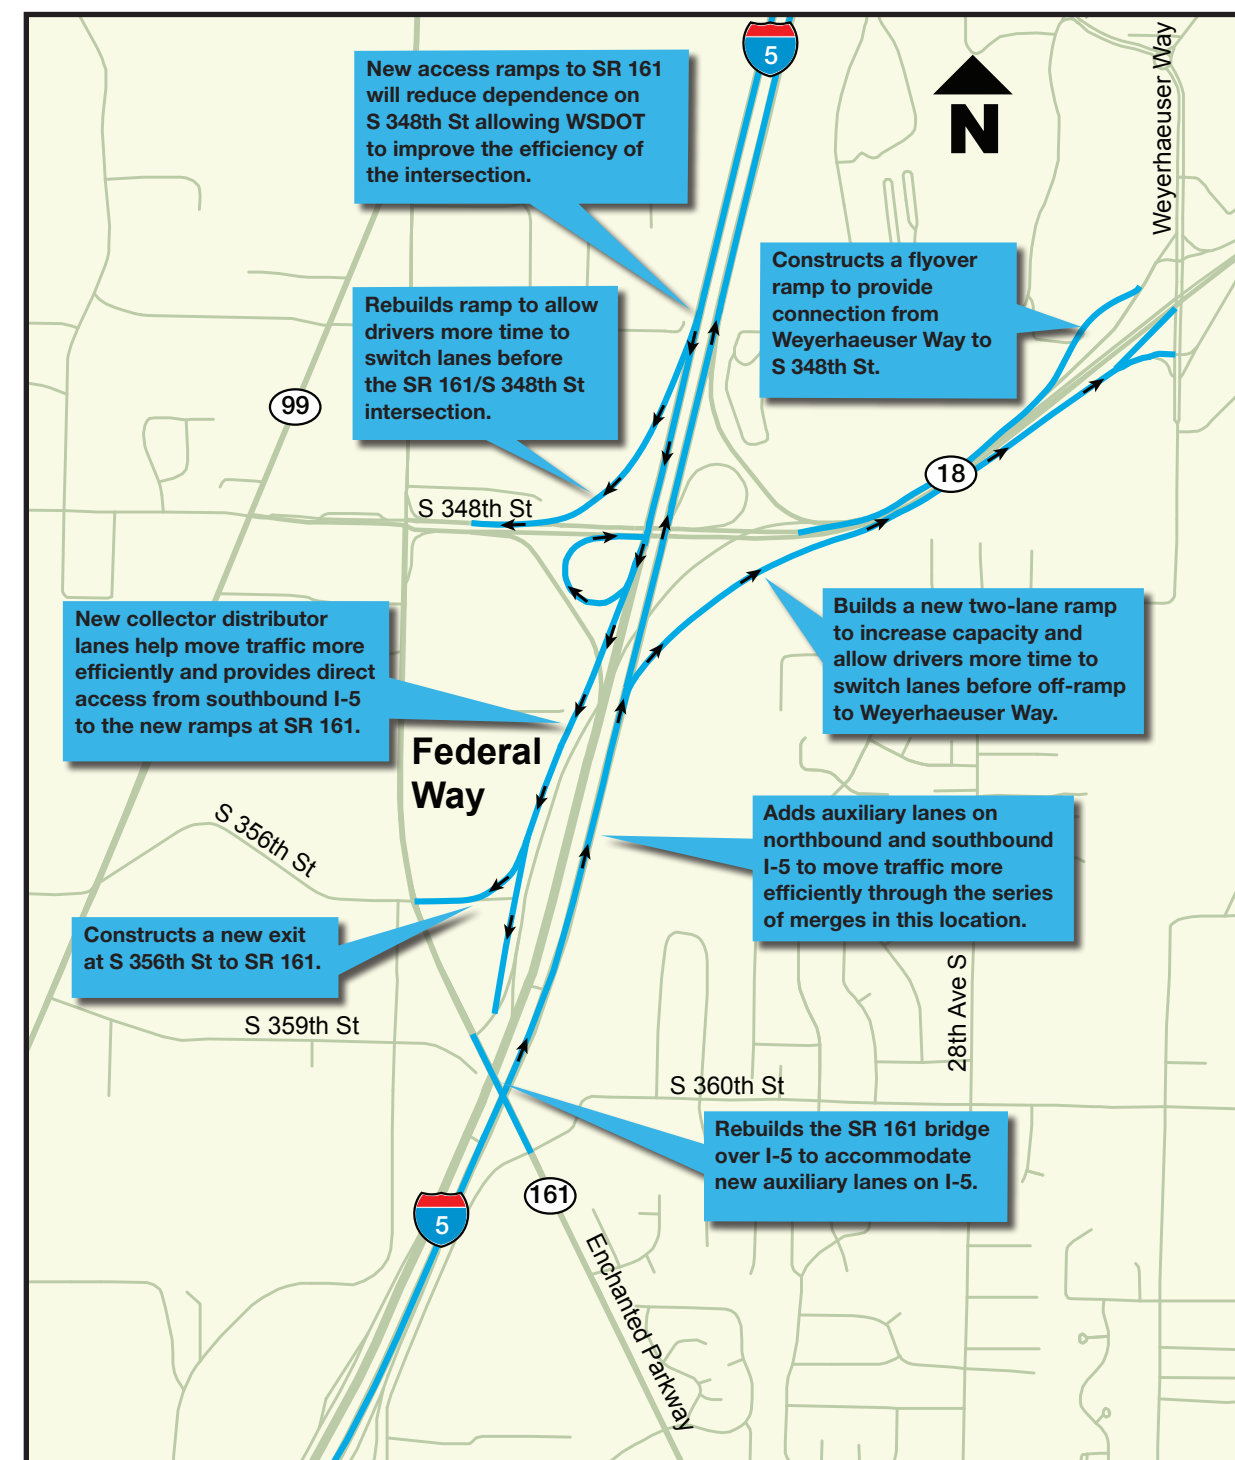 5
New access ramps to SR 161
will reduce dependence on
S 348th St allowing WSDOT
to improve the efficiency of
the intersection.
N
Weyerhaeuser Way
Constructs a flyover
ramp to provide
connection from
Weyerhaeuser Way to
S 348th St.
Rebuilds ramp to allow
drivers more time to
switch lanes before
the SR 161/S 348th St
intersection.
99
18
S 348th St
New collector distributor
lanes help move traffic more
efficiently and provides direct
access from southbound I-5
to the new ramps at SR 161.
Builds a new two-lane ramp
to increase capacity and
allow drivers more time to
switch lanes before off-ramp
to Weyerhaeuser Way.
Federal
Way
S 356th St
Adds auxiliary lanes on
northbound and southbound
I-5 to move traffic more
efficiently through the series
of merges in this location.
Constructs a new exit
at S 356th St to SR 161.
28th Ave S
S 359th St
S 360th St
Rebuilds the SR 161 bridge
over I-5 to accommodate
new auxiliary lanes on I-5.
161
5
Enchanted Parkway